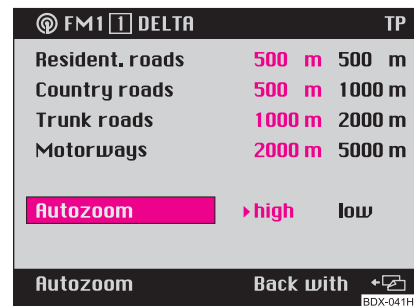 FM1 1 DELTA TP
Resident. roads 500 m 500 m
Country roads 500 m 1000 m
Trunk roads 1000 m 2000 m
Motorways 2000 m 5000 m
Autozoom high low
Autozoom Back with
BDX-041H